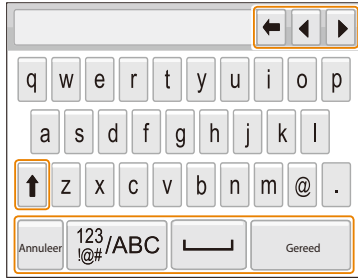 q w e r t y u i o p
a s d f g h j k l
z x c v b n m @ .
Annuleer 123 !@# /ABC Gereed